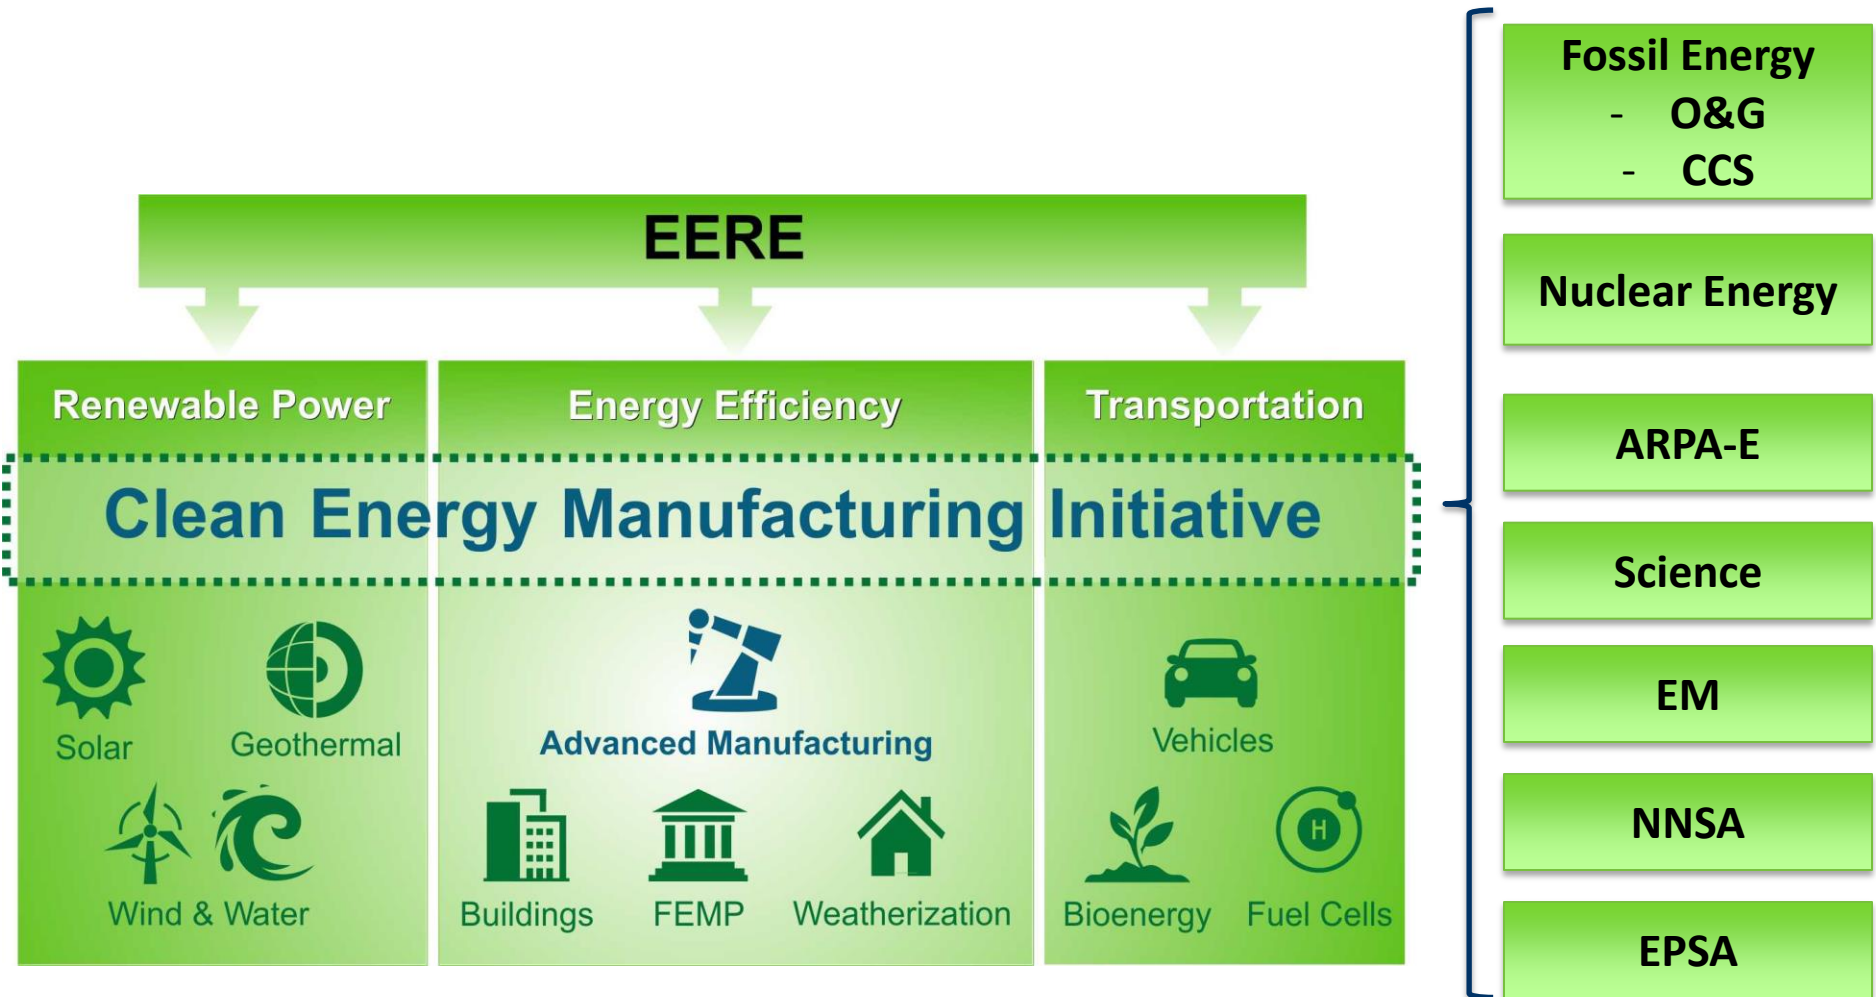 EERE
Renewable Power
Energy Efficiency
Transportation
Clean Energy Manufacturing Initiative
Solar
Geothermal
Wind & Water
Advanced Manufacturing
Buildings
FEMP
Weatherization
Vehicles
Bioenergy
H
Fuel Cells
Fossil Energy
- O&G
- CCS
Nuclear Energy
ARPA-E
Science
EM
NNSA
EPSA